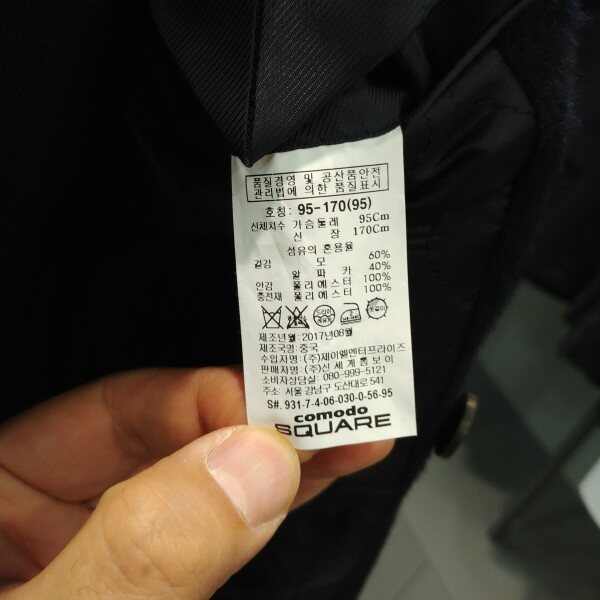 품질경영 및 공산품안전
관리법에 의한 품질표시
호칭: 95-170(95)
신체치수 가슴둘레 95Cm
신 장 170Cm
섬유의 혼용율
겉감 모 60%
알 파 카 40%
안감 폴리에스터 100%
충전재 폴리에스터 100%
드라이
제조년월:2017년08월
제조국명:중국
수입자명:(주)제이엘엔터프라이즈
판매자명:(주)신세계톰보이
소비자상담실: 080-999-5121
주소: 서울 강남구 도산대로 541
S#. 931-7-4-06-030-0-56-95
comodo
SQUARE